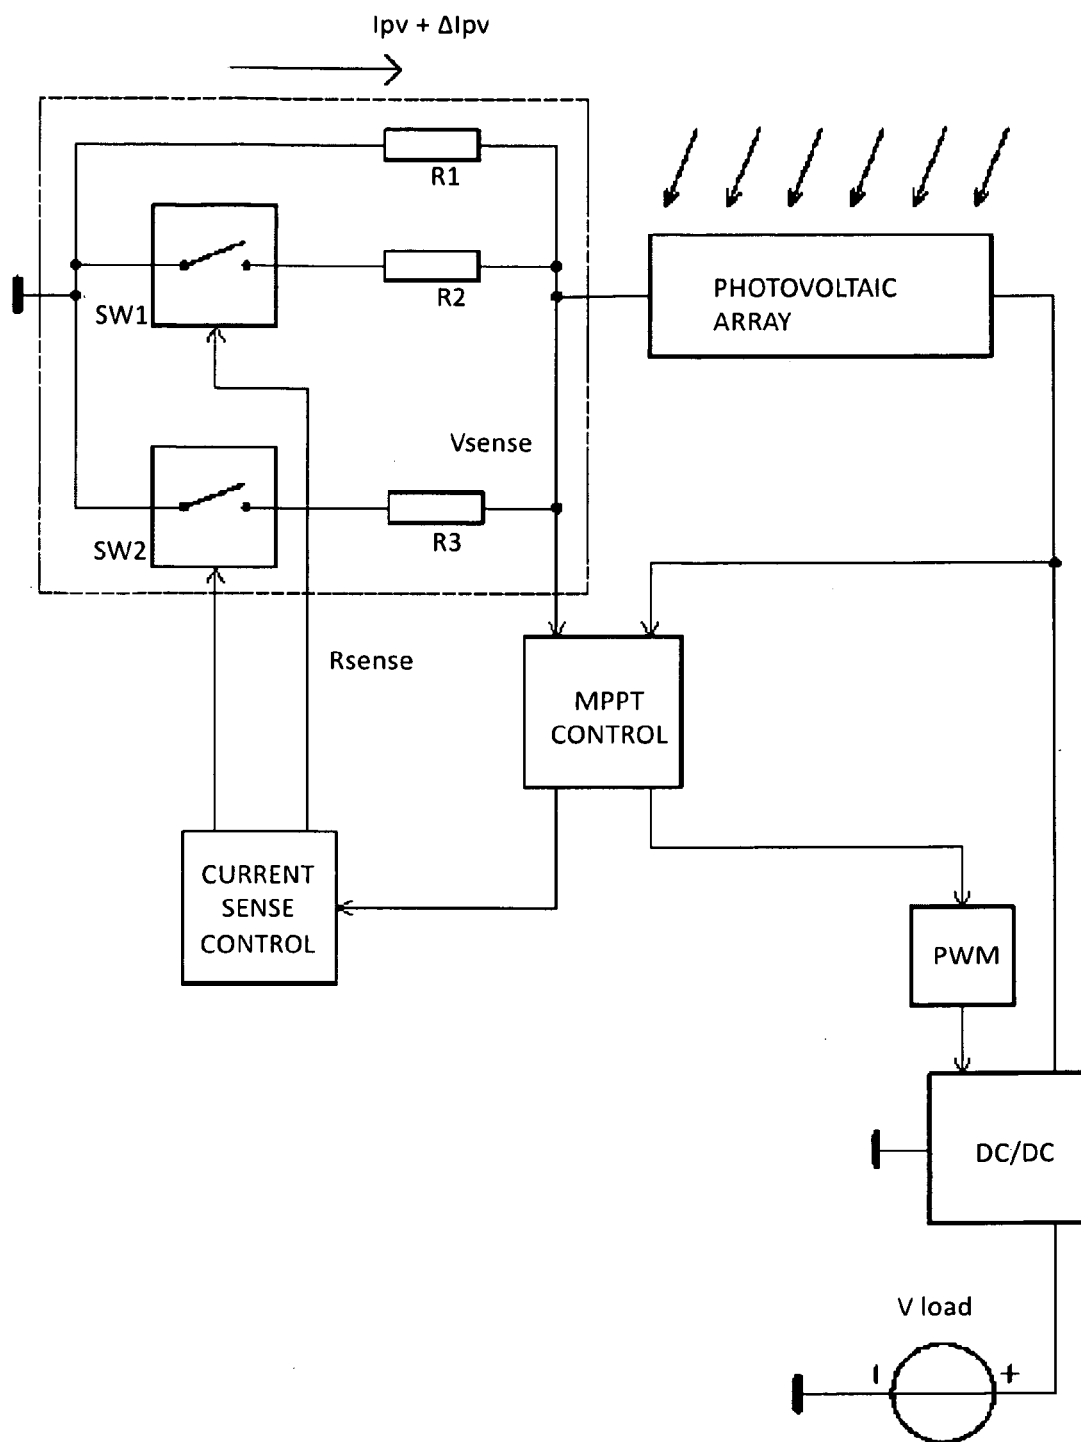 Ipv + ΔIpv
R1
R2
SW1
PHOTOVOLTAIC
ARRAY
Vsense
R3
SW2
Rsense
MPPT
CONTROL
CURRENT
SENSE
CONTROL
PWM
DC/DC
V load
- +